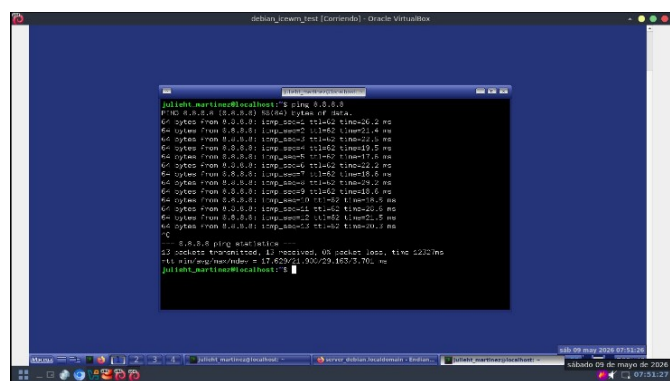 debian_icewm_test [Corriendo] - Oracle VirtualBox
julieht_martinez@localhost: ~
julieht_martinez@localhost:~$ ping 8.8.8.8
PING 8.8.8.8 (8.8.8.8) 56(84) bytes of data.
64 bytes from 8.8.8.8: icmp_seq=1 ttl=62 time=26.2 ms
64 bytes from 8.8.8.8: icmp_seq=2 ttl=62 time=21.4 ms
64 bytes from 8.8.8.8: icmp_seq=3 ttl=62 time=22.6 ms
64 bytes from 8.8.8.8: icmp_seq=4 ttl=62 time=19.5 ms
64 bytes from 8.8.8.8: icmp_seq=5 ttl=62 time=17.6 ms
64 bytes from 8.8.8.8: icmp_seq=6 ttl=62 time=22.2 ms
64 bytes from 8.8.8.8: icmp_seq=7 ttl=62 time=18.6 ms
64 bytes from 8.8.8.8: icmp_seq=8 ttl=62 time=29.2 ms
64 bytes from 8.8.8.8: icmp_seq=9 ttl=62 time=18.6 ms
64 bytes from 8.8.8.8: icmp_seq=10 ttl=62 ms
64 bytes from 8.8.8.8: icmp_seq=11 ttl=62 ms
64 bytes from 8.8.8.8: icmp_seq=12 ttl=62 time=21.5 ms
64 bytes from 8.8.8.8: icmp_seq=13 ttl=62 time=20.3 ms
^C
--- 8.8.8.8 ping statistics ---
13 packets transmitted, 13 received, 0% packet loss, time 12327ms
rtt min/avg/max/mdev = 17.629/21.900/29.163/3.701 ms
julieht_martinez@localhost:~$
sáb 09 may 2026 07:51:26
Menu 1 2 3 4 julieht_martinez@localhost: ~ server_debian.localdomain - Endian... julieht_martinez@localhost: ~
sábado 09 de mayo de 2026
07:51:27